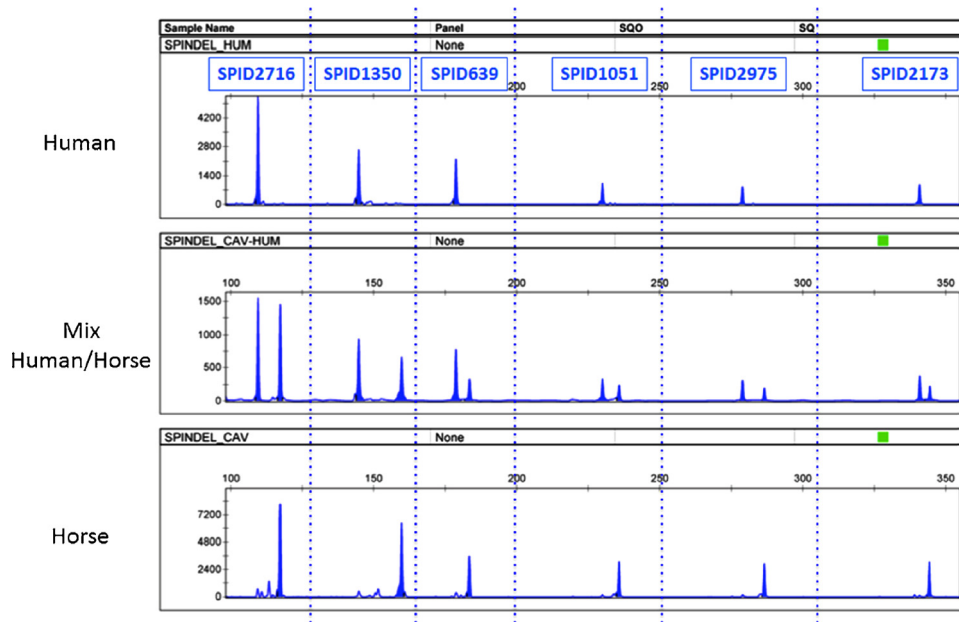 Sample Name Panel SQO SQ
SPINDEL_HUM None
SPID2716 SPID1350 SPID639 SPID1051 SPID2975 SPID2173
200 250 300
Human
4200
2800
1400
0
SPINDEL_CAV-HUM None
100 150 200 250 300 350
Mix
Human/Horse
1500
1000
500
0
SPINDEL_CAV None
100 150 200 250 300 350
Horse
7200
4800
2400
0